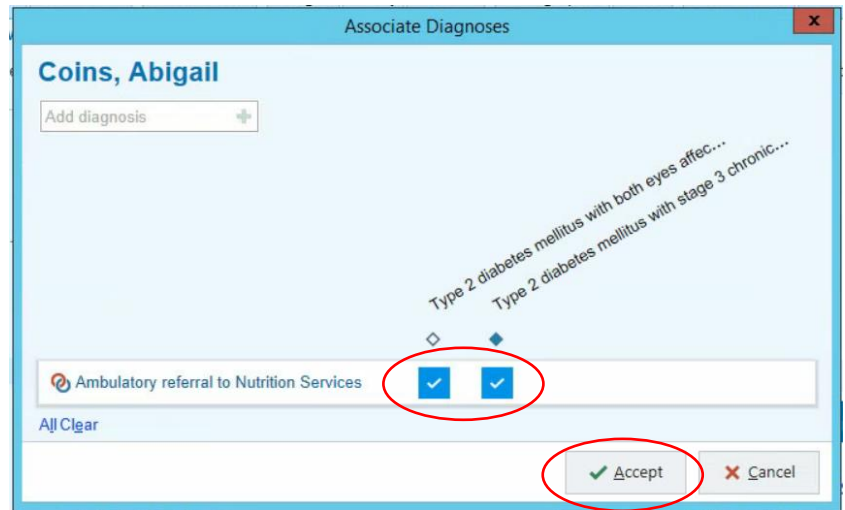 Associate Diagnoses
x
Coins, Abigail
Add diagnosis
Type 2 diabetes mellitus with both eyes affec...
Type 2 diabetes mellitus with stage 3 chronic...
Ambulatory referral to Nutrition Services
All Clear
Accept
Cancel